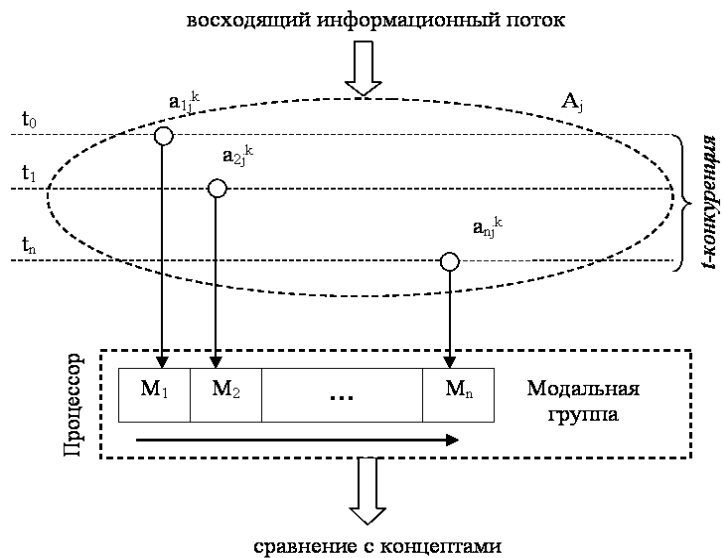 восходящий информационный поток
a₁ⱼᵏ
Aⱼ
t₀
a₂ⱼᵏ
t₁
aₙⱼᵏ
tₙ
t-конкуренция
Процессор
M₁ M₂ ... Mₙ
Модальная
группа
сравнение с концептами